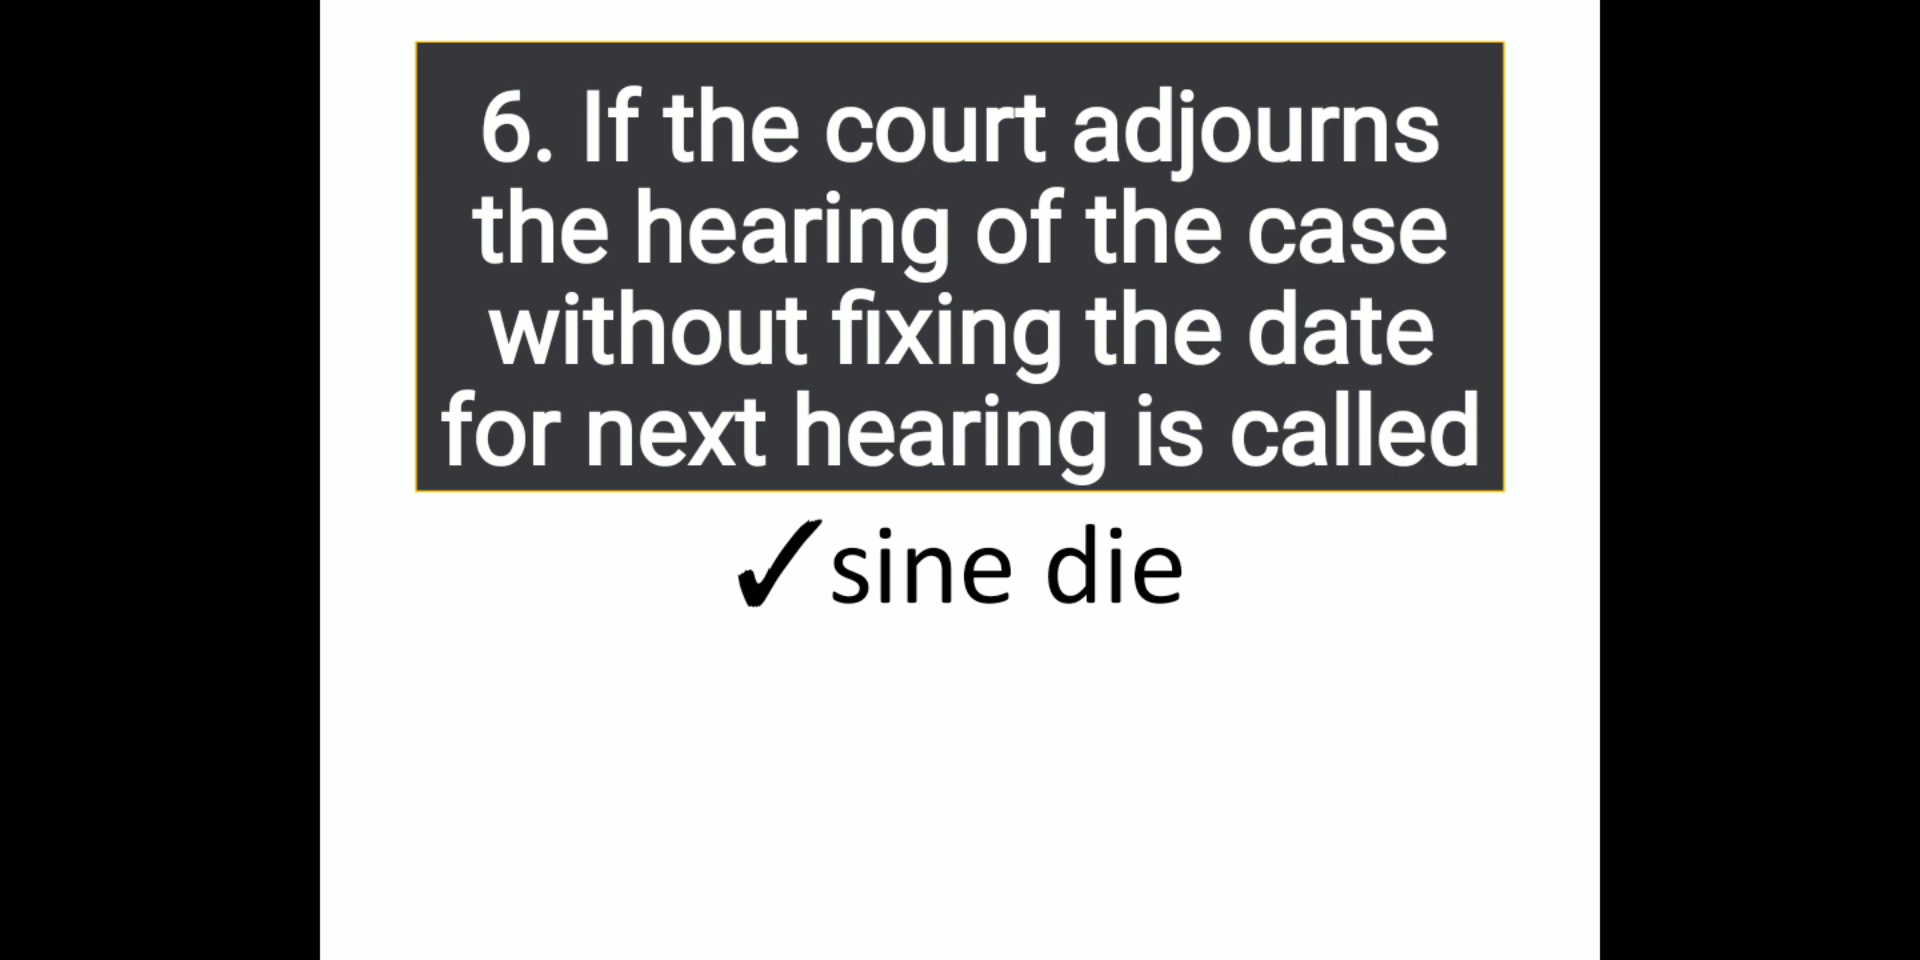 6. If the court adjourns
the hearing of the case
without fixing the date
for next hearing is called
✓sine die